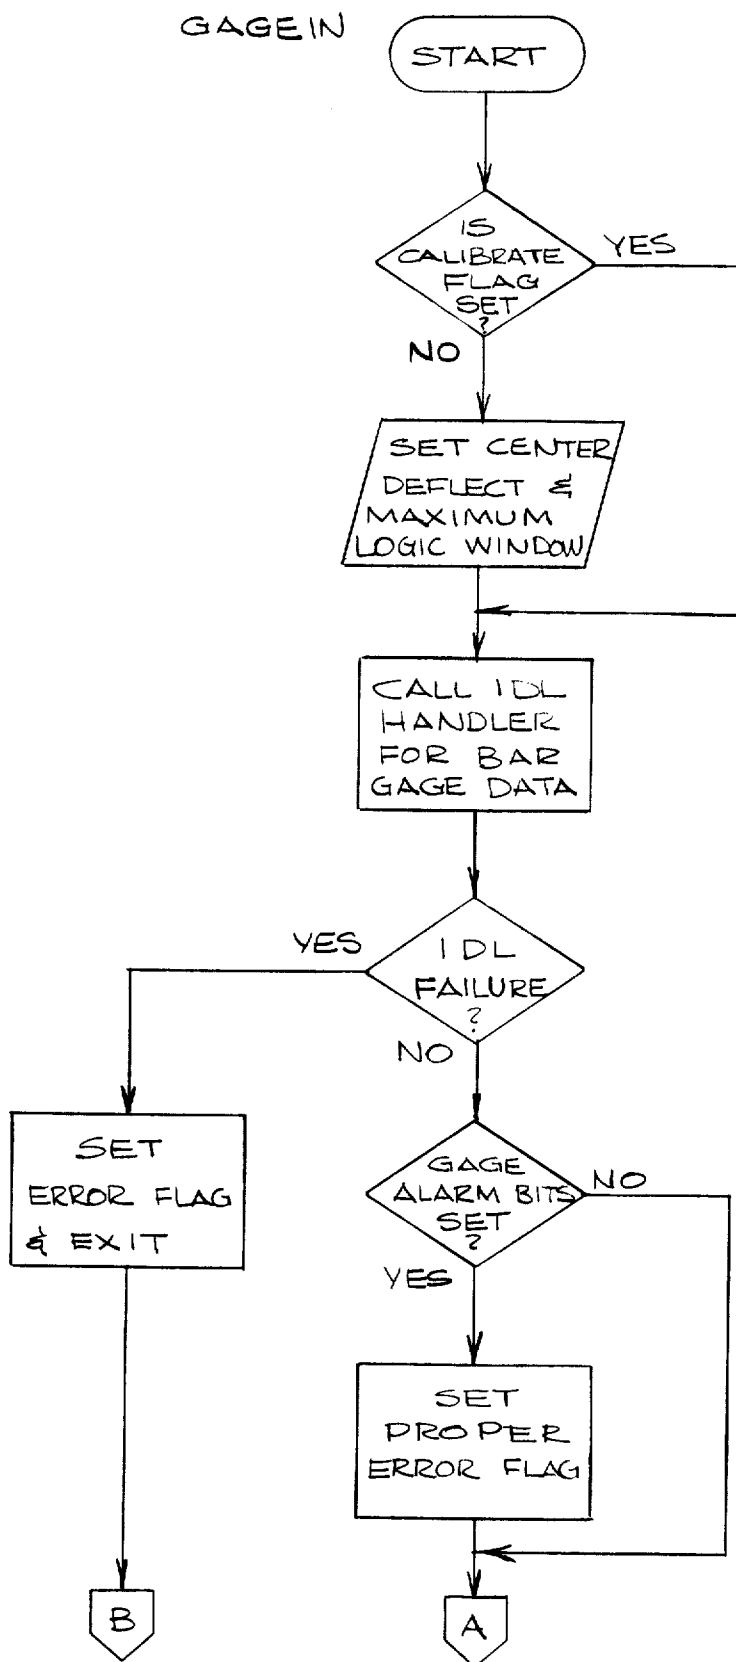 GAGEIN
START
IS
CALIBRATE
FLAG
SET
?
YES
NO
SET CENTER
DEFLECT &
MAXIMUM
LOGIC WINDOW
CALL IDL
HANDLER
FOR BAR
GAGE DATA
YES
IDL
FAILURE
?
NO
SET
ERROR FLAG
& EXIT
GAGE
ALARM BITS
SET
?
NO
YES
SET
PROPER
ERROR FLAG
B
A